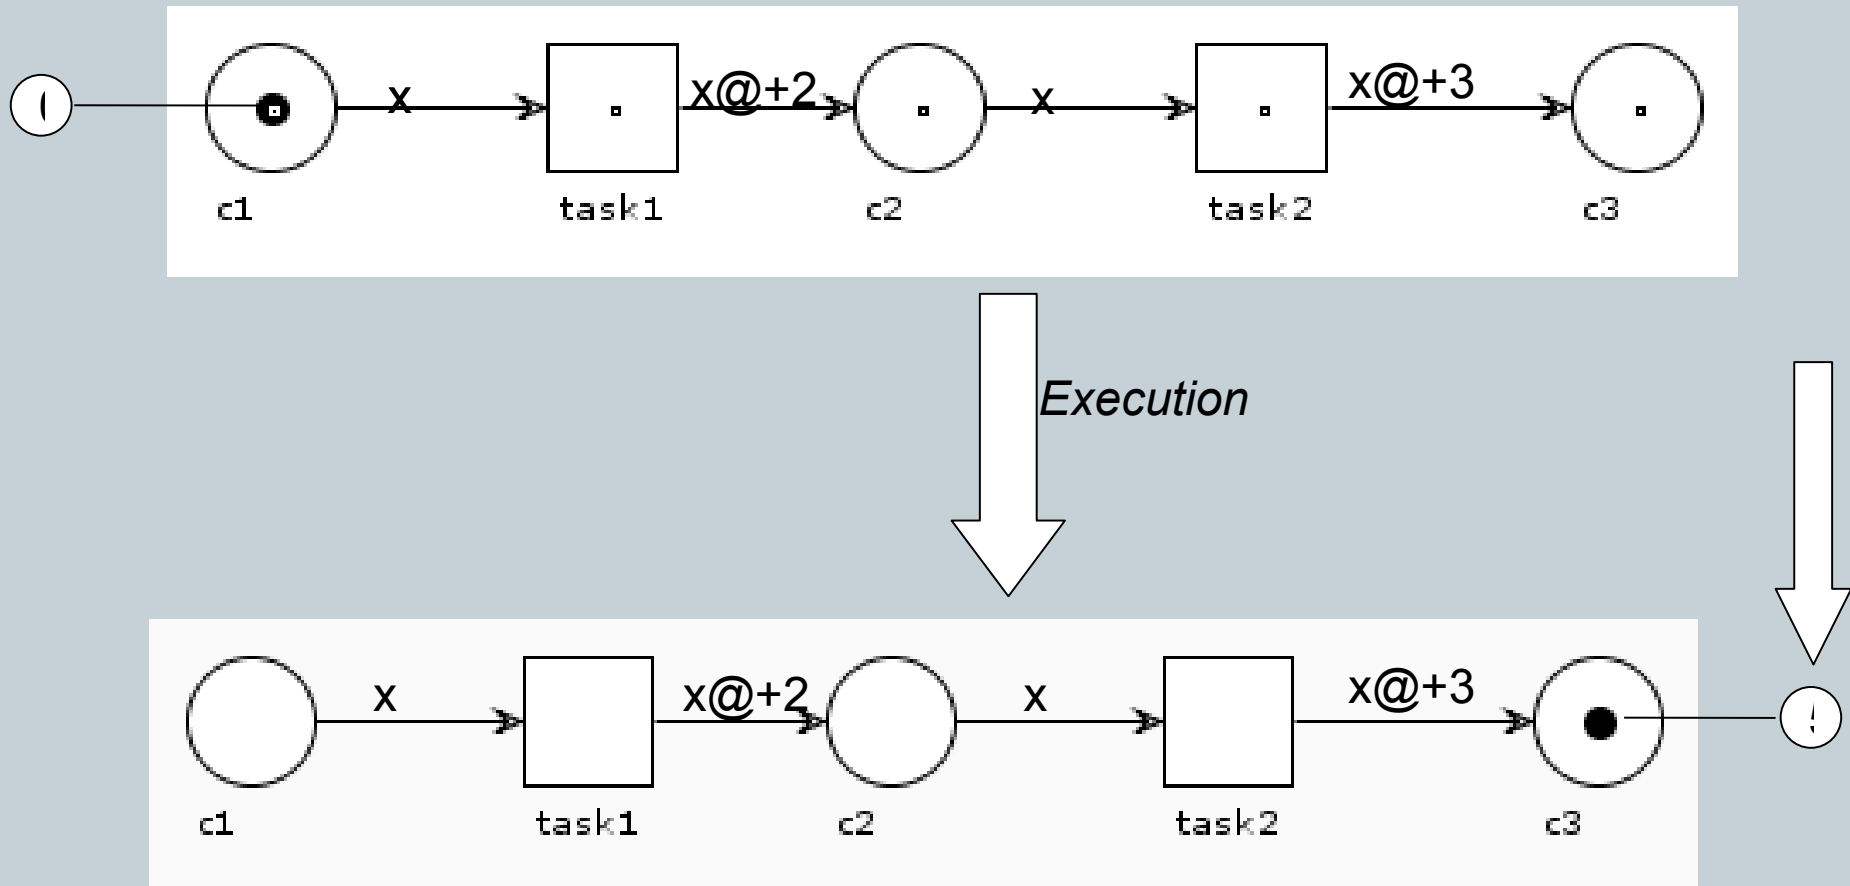 x x@+2 x x@+3
c1 task1 c2 task2 c3
Execution
x x@+2 x x@+3
c1 task1 c2 task2 c3